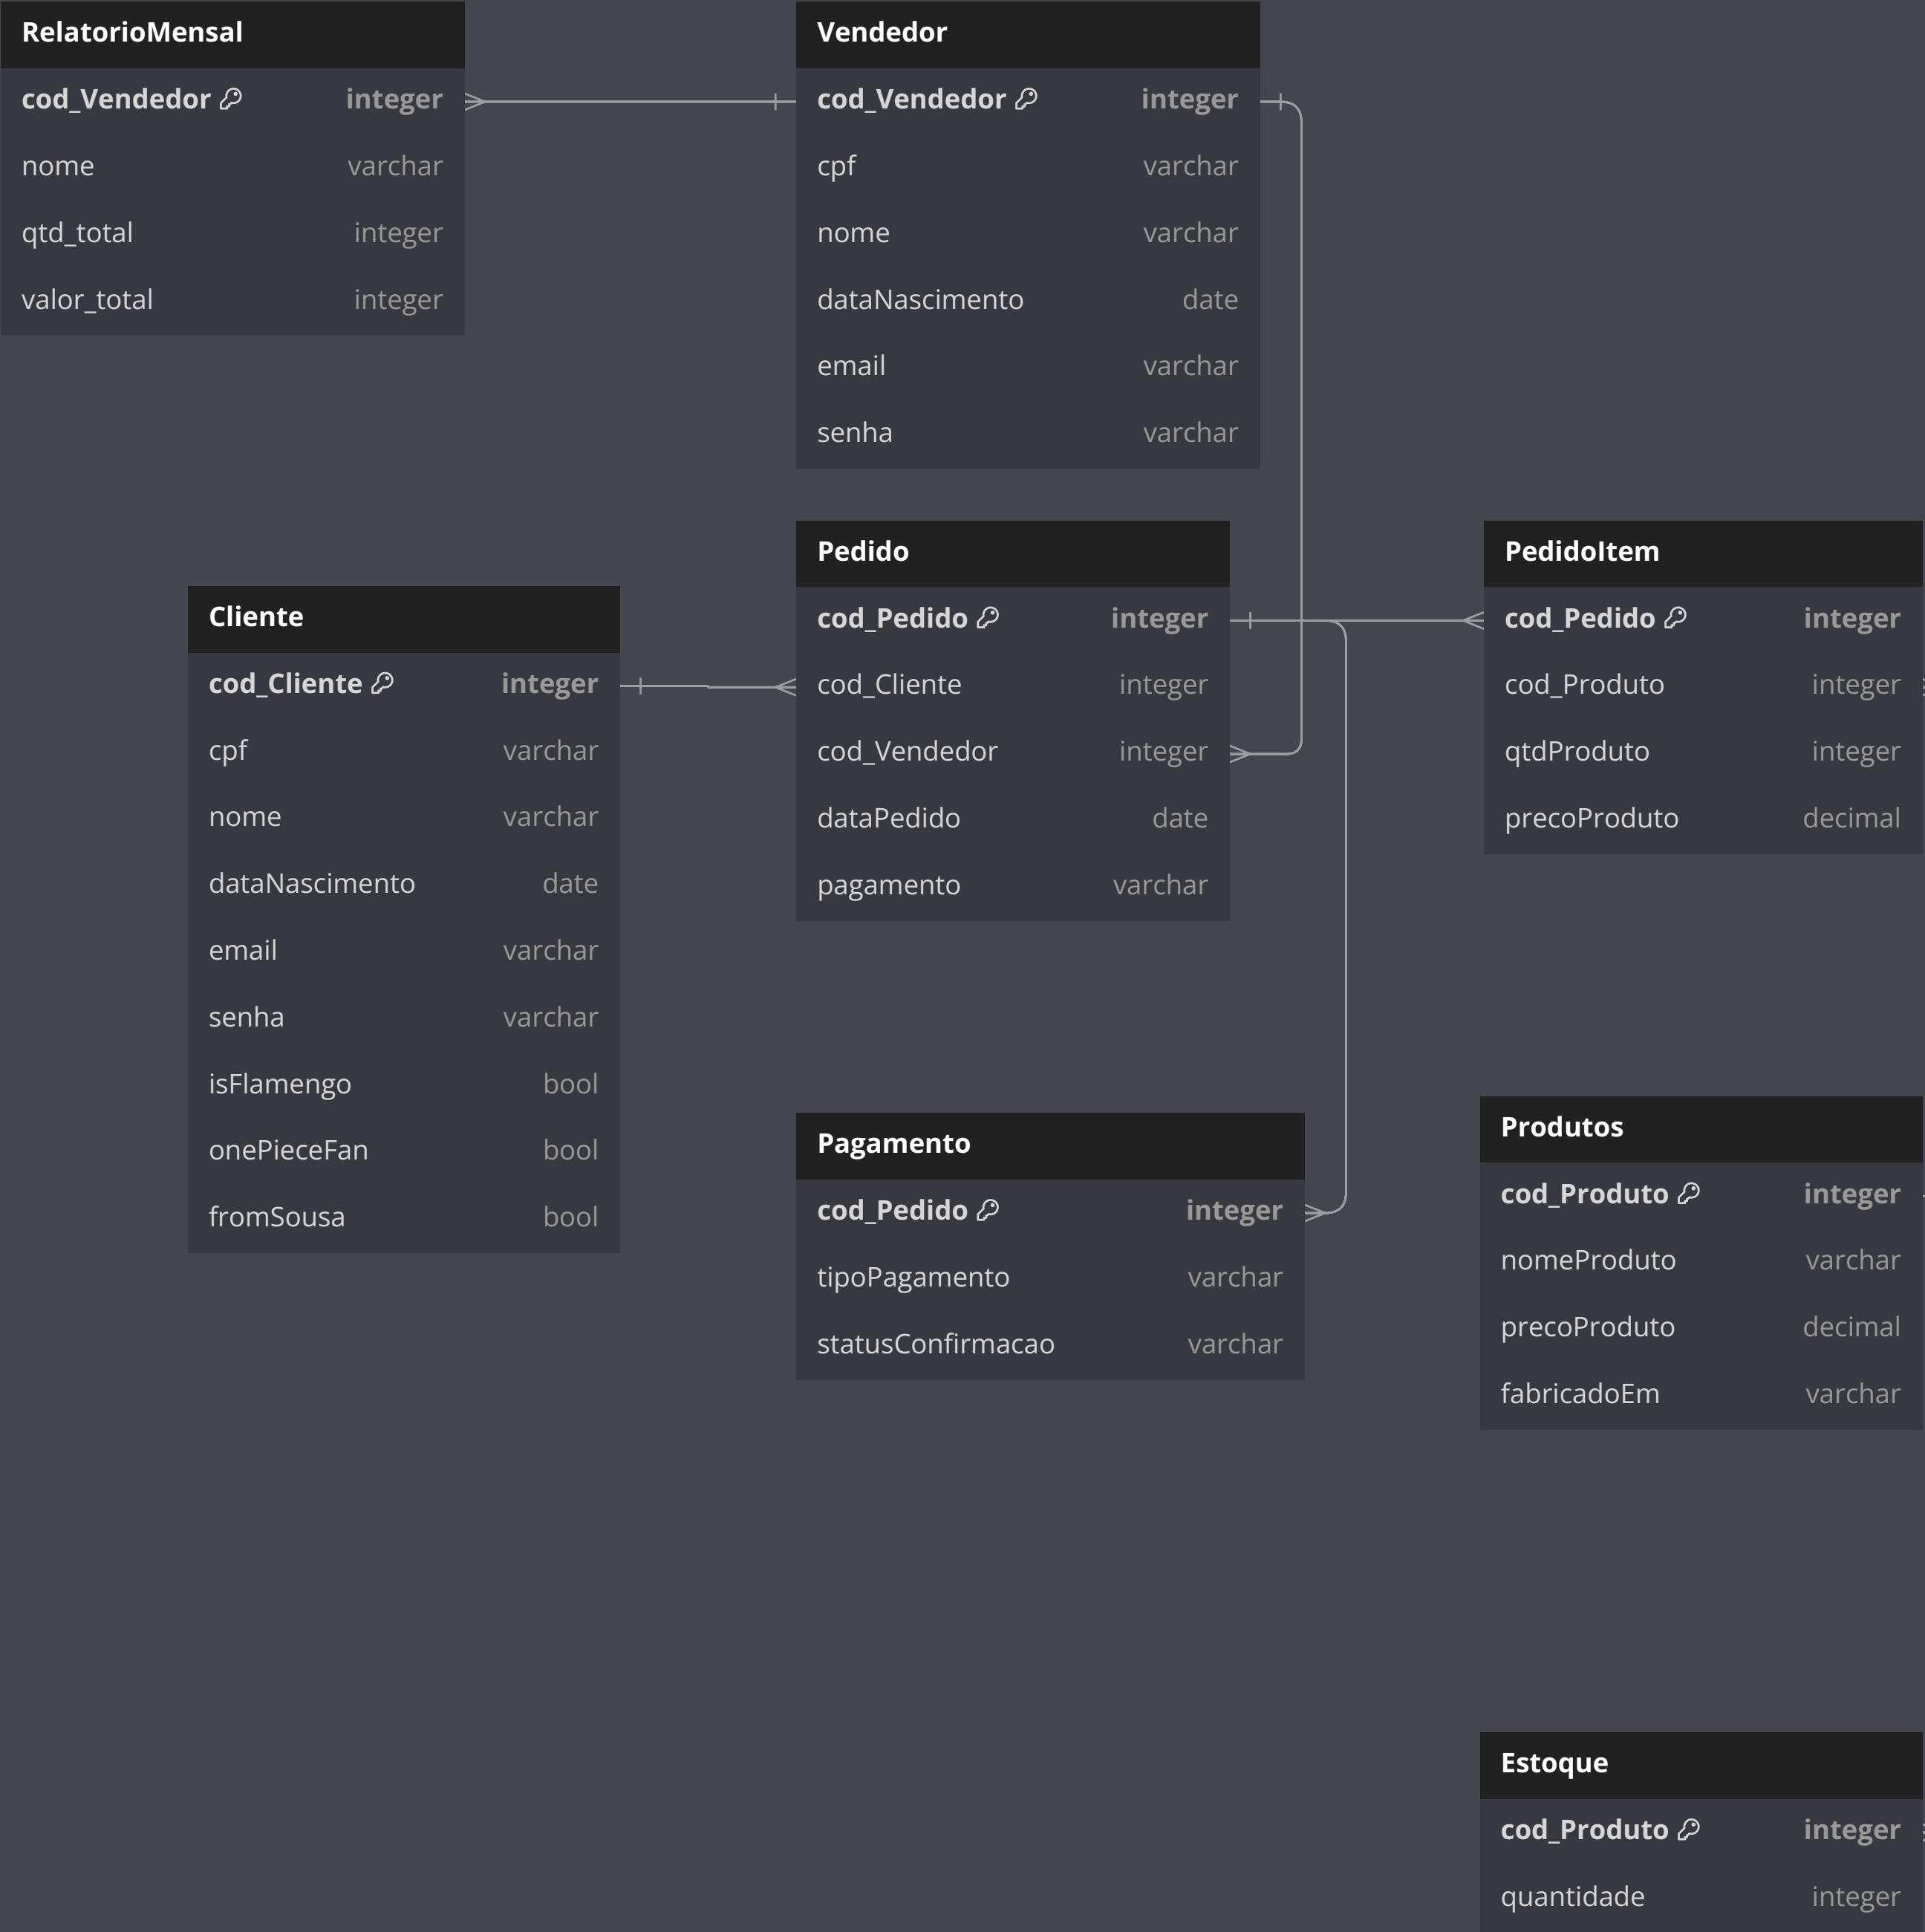 RelatorioMensal
cod_Vendedor integer
nome varchar
qtd_total integer
valor_total integer
Vendedor
cod_Vendedor integer
cpf varchar
nome varchar
dataNascimento date
email varchar
senha varchar
Cliente
cod_Cliente integer
cpf varchar
nome varchar
dataNascimento date
email varchar
senha varchar
isFlamengo bool
onePieceFan bool
fromSousa bool
Pedido
cod_Pedido integer
cod_Cliente integer
cod_Vendedor integer
dataPedido date
pagamento varchar
PedidoItem
cod_Pedido integer
cod_Produto integer
qtdProduto integer
precoProduto decimal
Pagamento
cod_Pedido integer
tipoPagamento varchar
statusConfirmacao varchar
Produtos
cod_Produto integer
nomeProduto varchar
precoProduto decimal
fabricadoEm varchar
Estoque
cod_Produto integer
quantidade integer